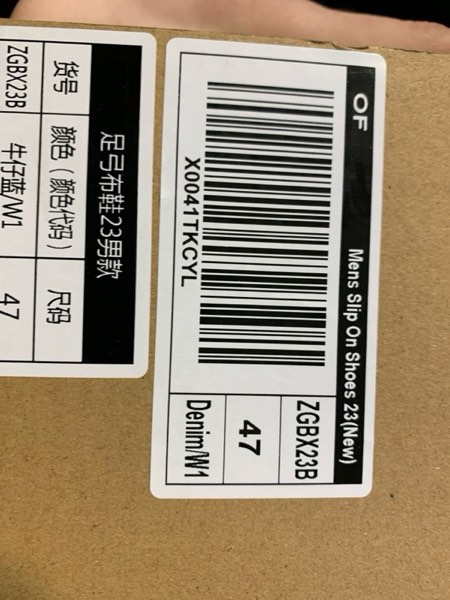 足弓布鞋23男款
货号
颜色（颜色代码）
尺码
ZGBX23B
牛仔蓝/W1
47
OF
Mens Slip On Shoes 23(New)
X0041TKCYL
ZGBX23B
47
Denim/W1